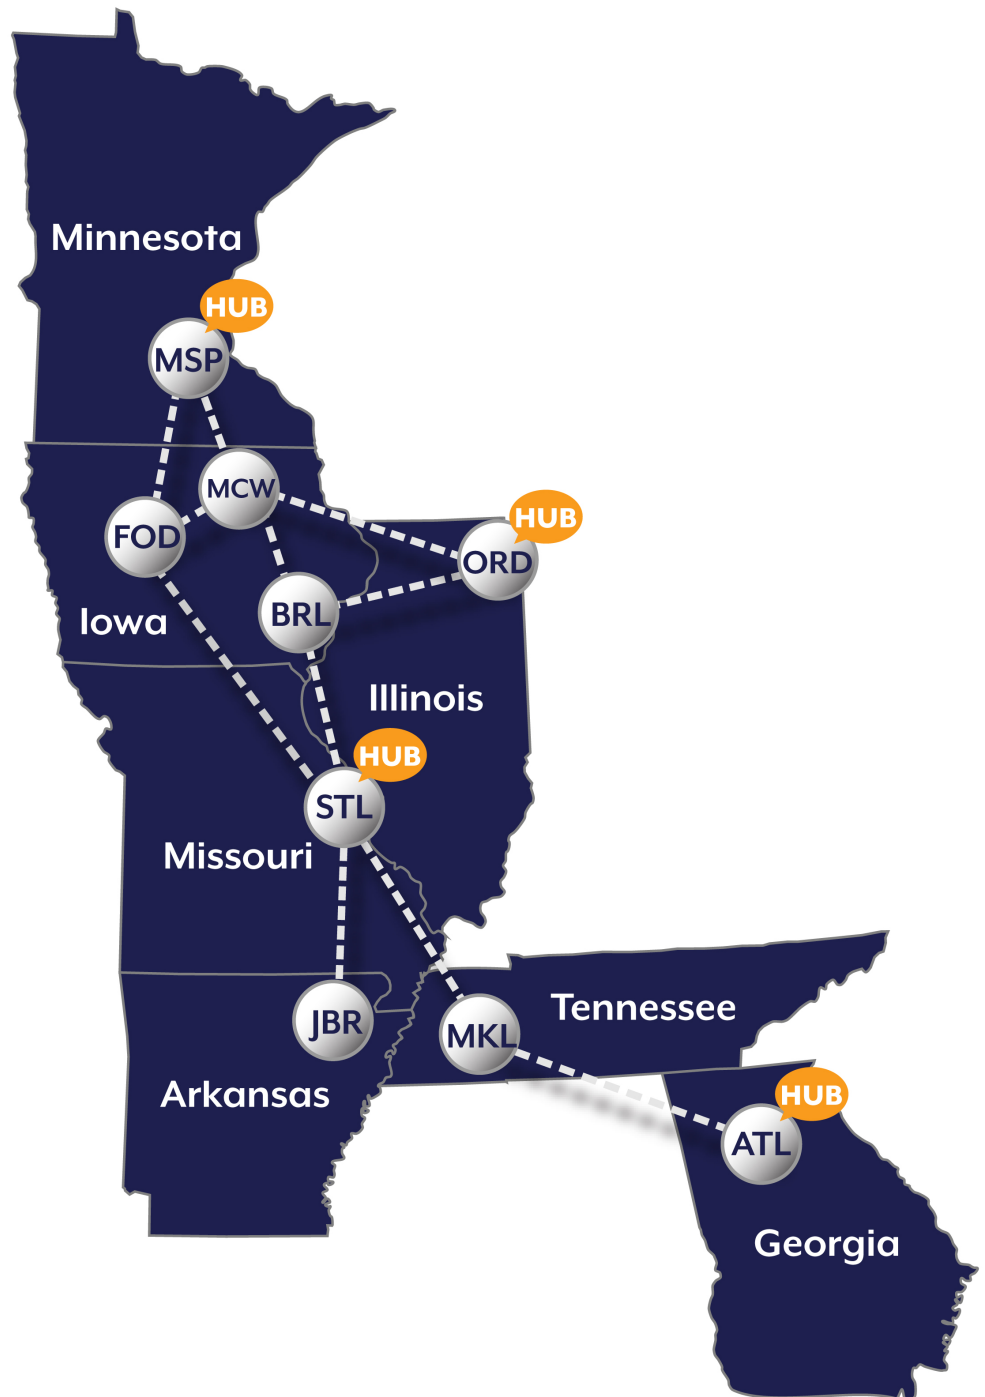 Minnesota
HUB
MSP
MCW
HUB
FOD
ORD
BRL
Iowa
Illinois
HUB
STL
Missouri
Tennessee
JBR
MKL
Arkansas
HUB
ATL
Georgia